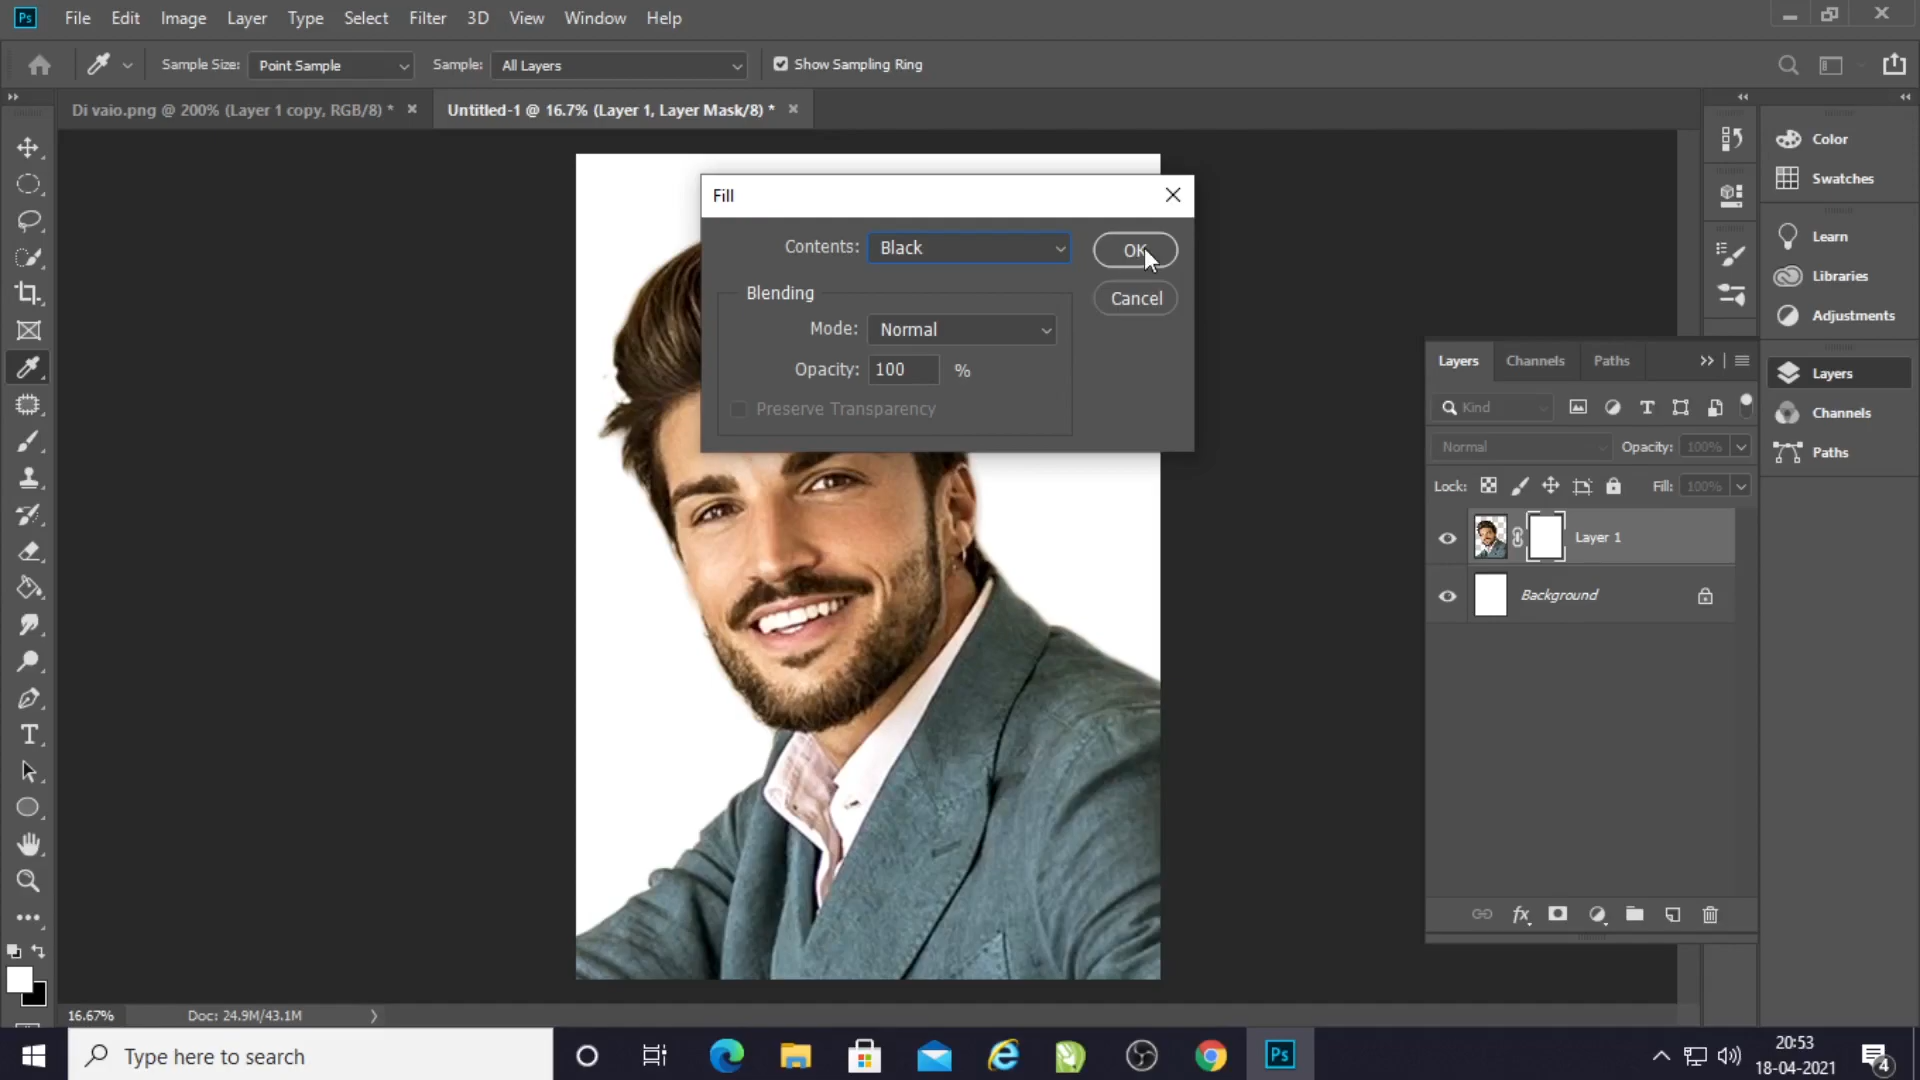 Ps File Edit Image Layer Type Select Filter 3D View Window Help
Sample Size: Point Sample Sample: All Layers Show Sampling Ring
Di vaio.png @ 200% (Layer 1 copy, RGB/8) * Untitled-1 @ 16.7% (Layer 1, Layer Mask/8) *
Fill
Contents: Black
OK
Cancel
Blending
Mode: Normal
Opacity: 100 %
Preserve Transparency
Color
Swatches
Learn
Libraries
Adjustments
Layers
Channels
Paths
Layers Channels Paths
Kind
Normal Opacity: 100%
Lock: Fill: 100%
Layer 1
Background
fx
16.67% Doc: 24.9M/43.1M
Type here to search
Ps
20:53
18-04-2021
4